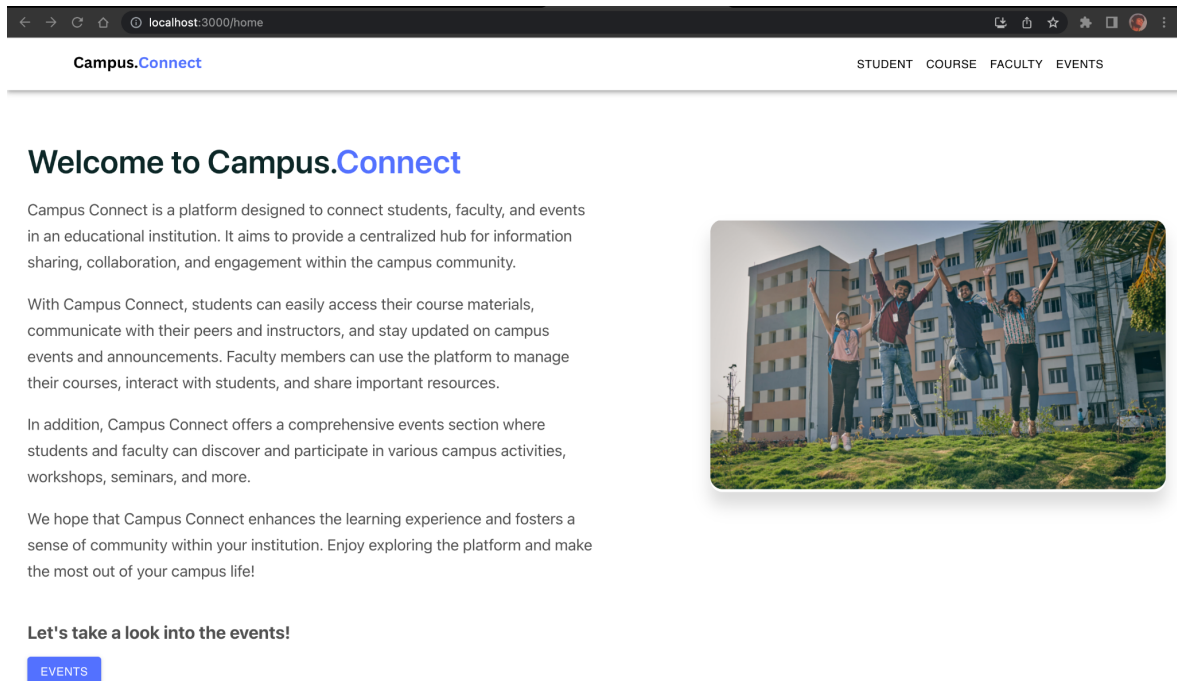 localhost:3000/home
Campus.Connect
STUDENT COURSE FACULTY EVENTS
Welcome to Campus.Connect
Campus Connect is a platform designed to connect students, faculty, and events
in an educational institution. It aims to provide a centralized hub for information
sharing, collaboration, and engagement within the campus community.
With Campus Connect, students can easily access their course materials,
communicate with their peers and instructors, and stay updated on campus
events and announcements. Faculty members can use the platform to manage
their courses, interact with students, and share important resources.
In addition, Campus Connect offers a comprehensive events section where
students and faculty can discover and participate in various campus activities,
workshops, seminars, and more.
We hope that Campus Connect enhances the learning experience and fosters a
sense of community within your institution. Enjoy exploring the platform and make
the most out of your campus life!
Let's take a look into the events!
EVENTS